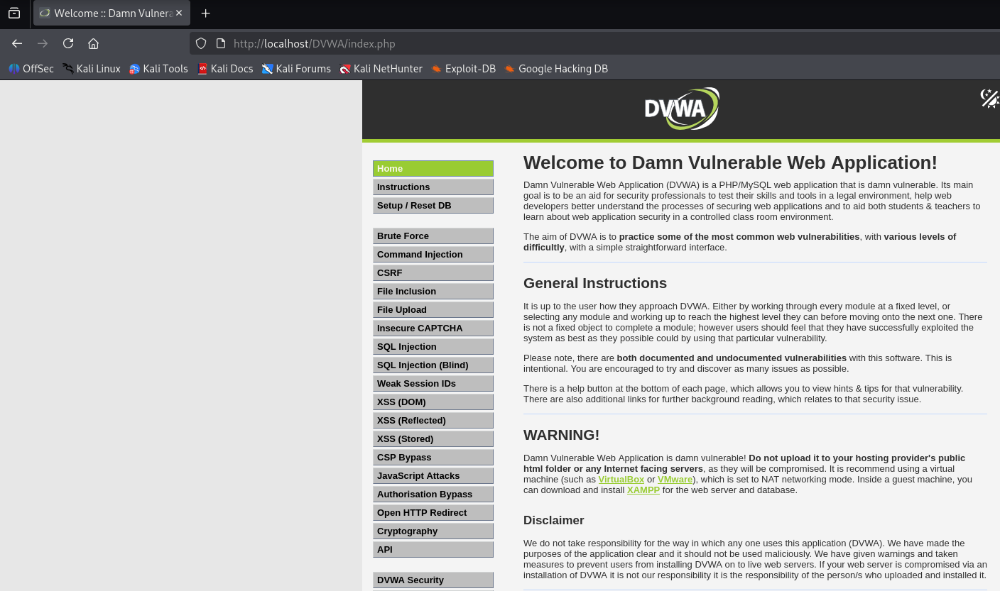 Welcome :: Damn Vulnera
http://localhost/DVWA/index.php
OffSec Kali Linux Kali Tools Kali Docs Kali Forums Kali NetHunter Exploit-DB Google Hacking DB
DVWA
Home
Instructions
Setup / Reset DB
Brute Force
Command Injection
CSRF
File Inclusion
File Upload
Insecure CAPTCHA
SQL Injection
SQL Injection (Blind)
Weak Session IDs
XSS (DOM)
XSS (Reflected)
XSS (Stored)
CSP Bypass
JavaScript Attacks
Authorisation Bypass
Open HTTP Redirect
Cryptography
API
DVWA Security
Welcome to Damn Vulnerable Web Application!
Damn Vulnerable Web Application (DVWA) is a PHP/MySQL web application that is damn vulnerable. Its main
goal is to be an aid for security professionals to test their skills and tools in a legal environment, help web
developers better understand the processes of securing web applications and to aid both students & teachers to
learn about web application security in a controlled class room environment.
The aim of DVWA is to practice some of the most common web vulnerabilities, with various levels of
difficultly, with a simple straightforward interface.
General Instructions
It is up to the user how they approach DVWA. Either by working through every module at a fixed level, or
selecting any module and working up to reach the highest level they can before moving onto the next one. There
is not a fixed object to complete a module; however users should feel that they have successfully exploited the
system as best as they possible could by using that particular vulnerability.
Please note, there are both documented and undocumented vulnerabilities with this software. This is
intentional. You are encouraged to try and discover as many issues as possible.
There is a help button at the bottom of each page, which allows you to view hints & tips for that vulnerability.
There are also additional links for further background reading, which relates to that security issue.
WARNING!
Damn Vulnerable Web Application is damn vulnerable! Do not upload it to your hosting provider's public
html folder or any Internet facing servers, as they will be compromised. It is recommend using a virtual
machine (such as VirtualBox or VMware), which is set to NAT networking mode. Inside a guest machine, you
can download and install XAMPP for the web server and database.
Disclaimer
We do not take responsibility for the way in which any one uses this application (DVWA). We have made the
purposes of the application clear and it should not be used maliciously. We have given warnings and taken
measures to prevent users from installing DVWA on to live web servers. If your web server is compromised via an
installation of DVWA it is not our responsibility it is the responsibility of the person/s who uploaded and installed it.